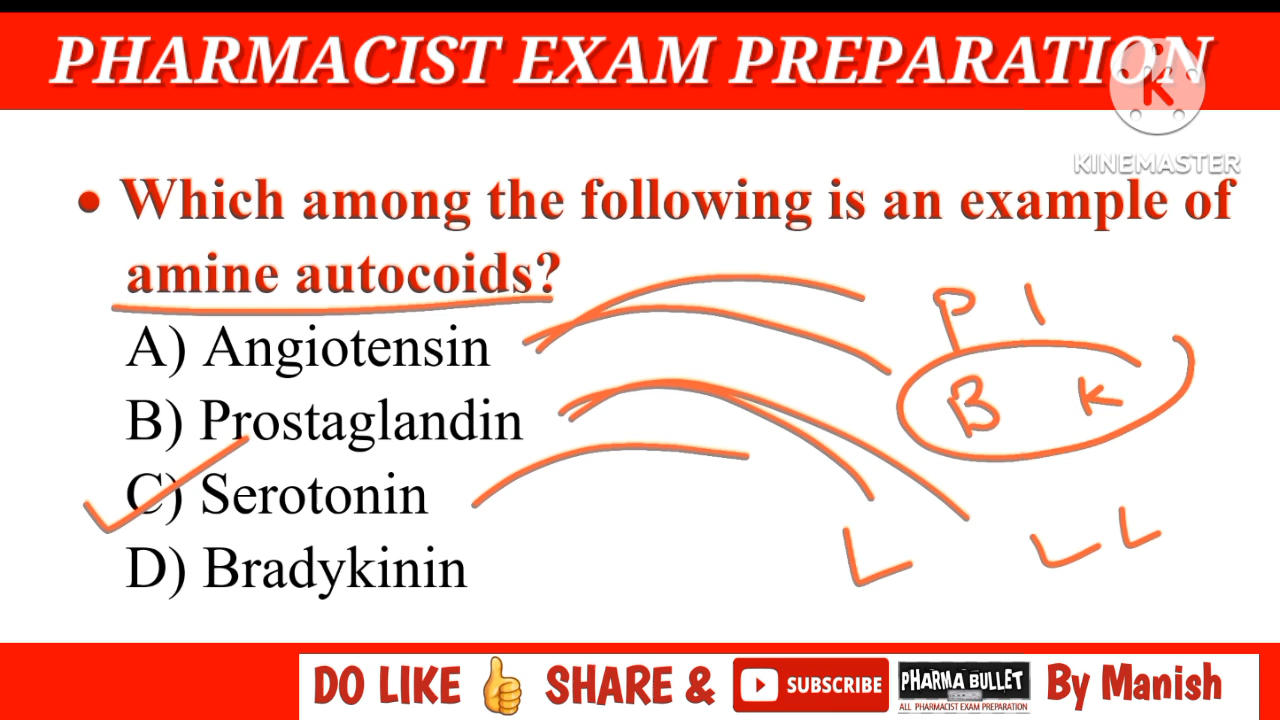 PHARMACIST EXAM PREPARATION
K
KINEMASTER
• Which among the following is an example of
amine autocoids?
A) Angiotensin
B) Prostaglandin
C) Serotonin
D) Bradykinin
P I
B K
L L L
DO LIKE 👍 SHARE & SUBSCRIBE PHARMA BULLET By Manish
ALL PHARMACIST EXAM PREPARATION